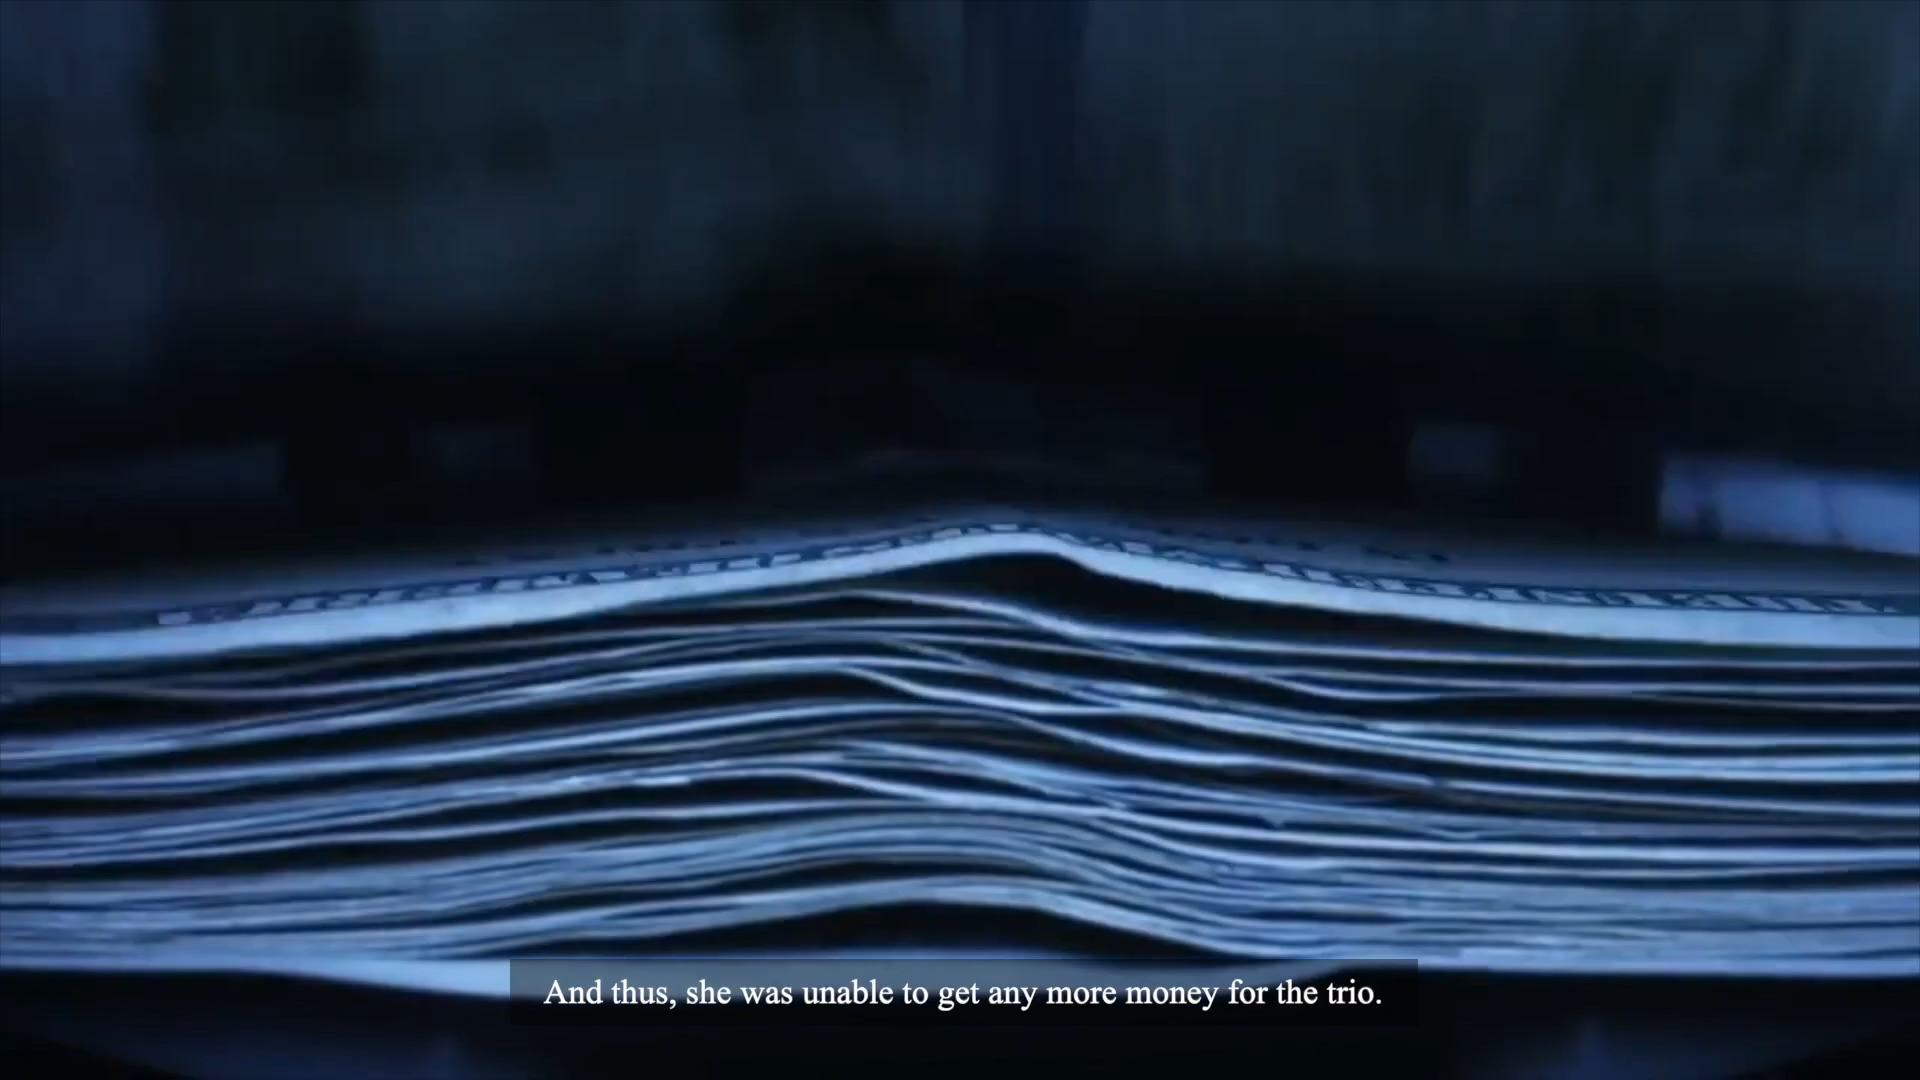 And thus, she was unable to get any more money for the trio.